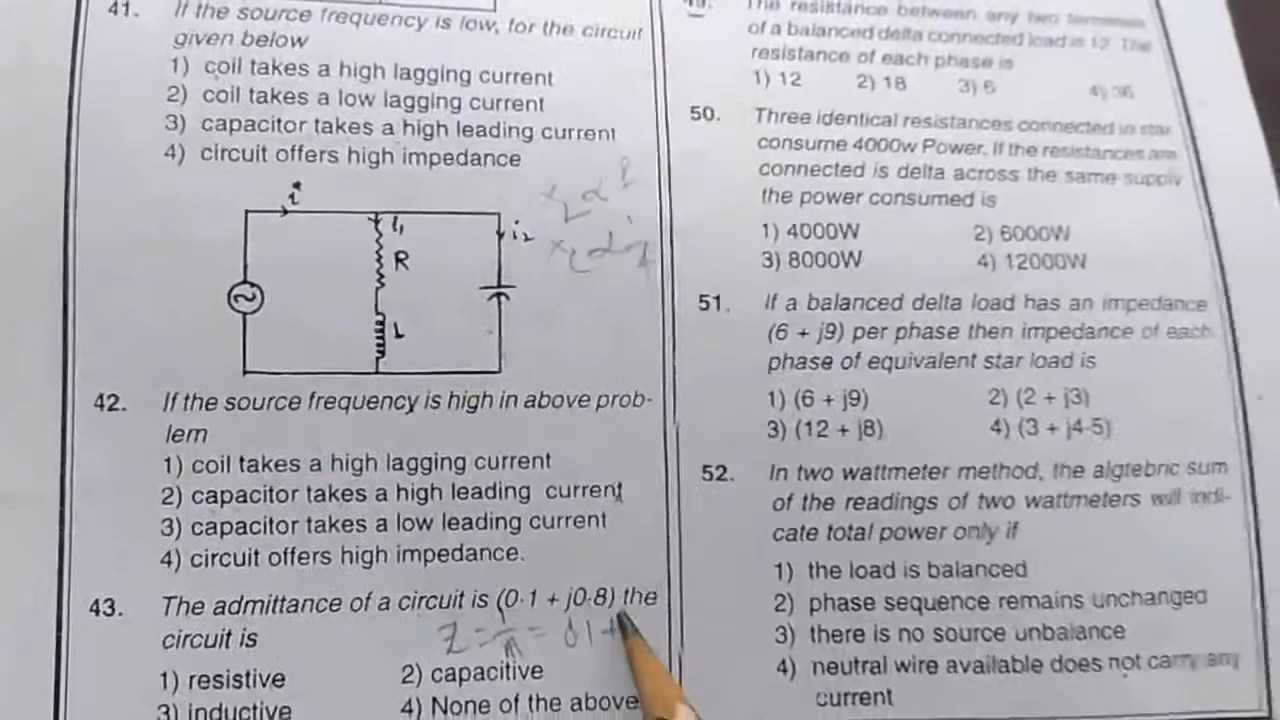 41. If the source frequency is low, for the circuit
given below
1) coil takes a high lagging current
2) coil takes a low lagging current
3) capacitor takes a high leading current
4) circuit offers high impedance
i
i₁
R
L
i₂
42. If the source frequency is high in above prob-
lem
1) coil takes a high lagging current
2) capacitor takes a high leading current
3) capacitor takes a low leading current
4) circuit offers high impedance.
43. The admittance of a circuit is (0·1 + j0·8) the
circuit is
1) resistive
2) capacitive
3) inductive
4) None of the above
49. The resistance between any two terminals
of a balanced delta connected load is 12. The
resistance of each phase is
1) 12 2) 18 3) 6 4) 36
50. Three identical resistances connected in star
consume 4000w Power. If the resistances are
connected is delta across the same supply
the power consumed is
1) 4000W 2) 6000W
3) 8000W 4) 12000W
51. If a balanced delta load has an impedance
(6 + j9) per phase then impedance of each
phase of equivalent star load is
1) (6 + j9) 2) (2 + j3)
3) (12 + j8) 4) (3 + j4·5)
52. In two wattmeter method, the algtebric sum
of the readings of two wattmeters will indi-
cate total power only if
1) the load is balanced
2) phase sequence remains unchanged
3) there is no source unbalance
4) neutral wire available does not carry any
current